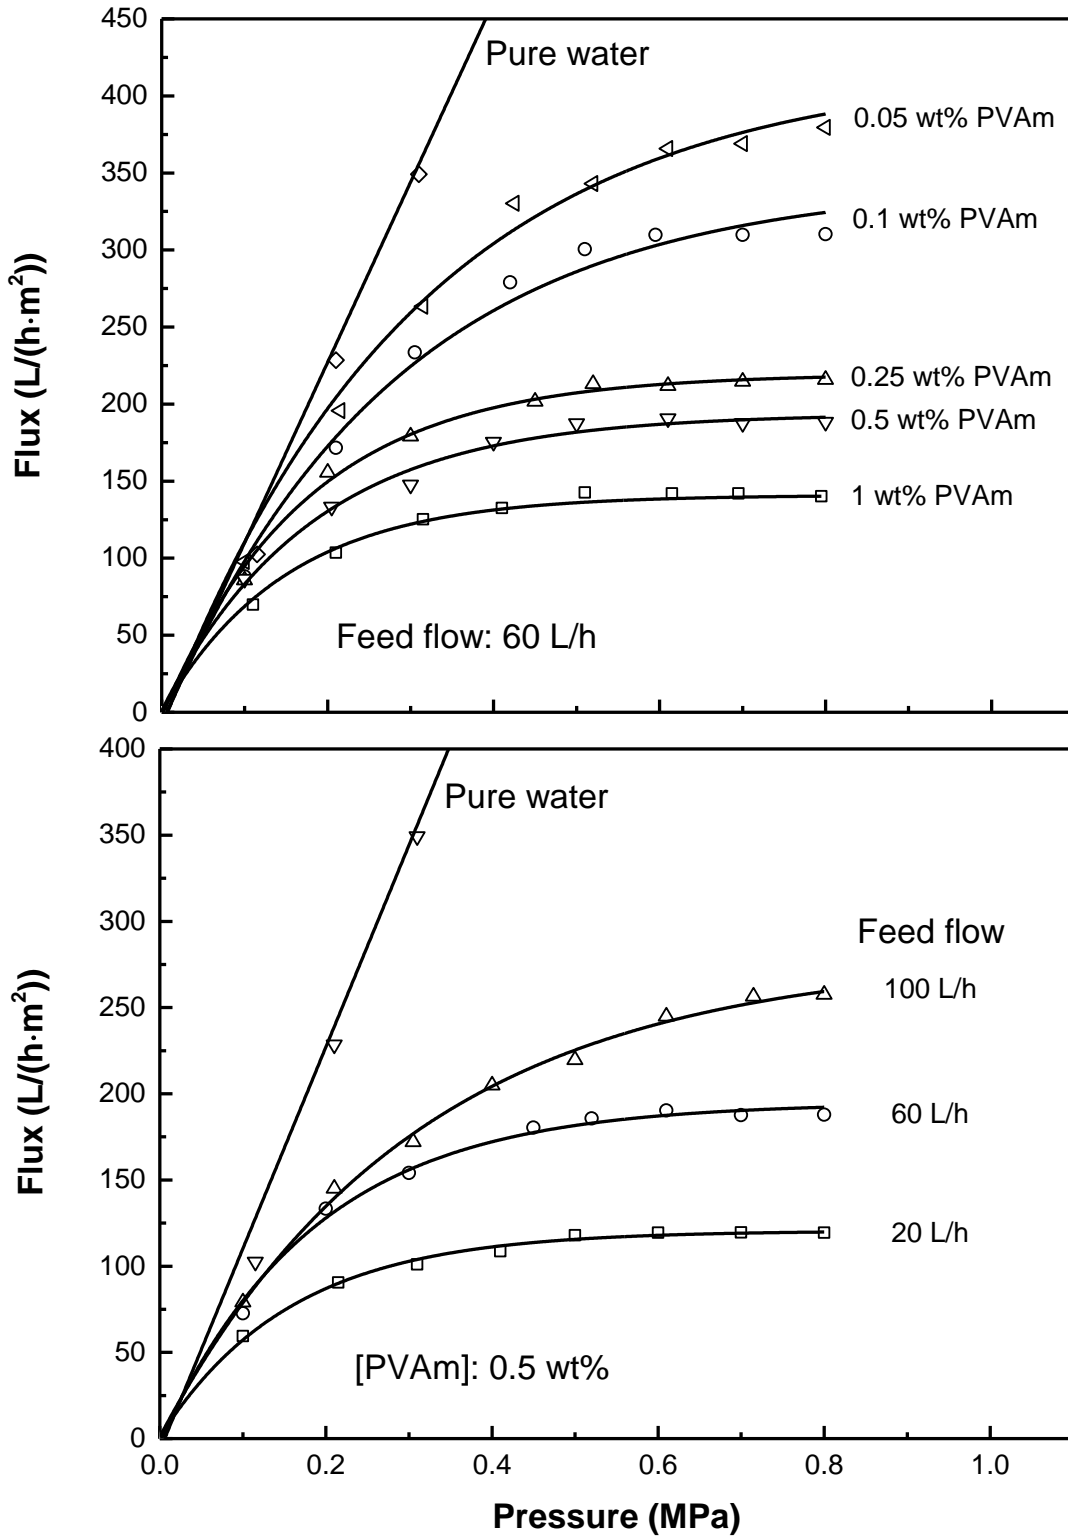 450
400
350
300
250
200
150
100
50
0
Flux (L/(h·m²))
Pure water
0.05 wt% PVAm
0.1 wt% PVAm
0.25 wt% PVAm
0.5 wt% PVAm
1 wt% PVAm
Feed flow: 60 L/h
400
350
300
250
200
150
100
50
0
Flux (L/(h·m²))
Pure water
Feed flow
100 L/h
60 L/h
20 L/h
[PVAm]: 0.5 wt%
0.0 0.2 0.4 0.6 0.8 1.0
Pressure (MPa)